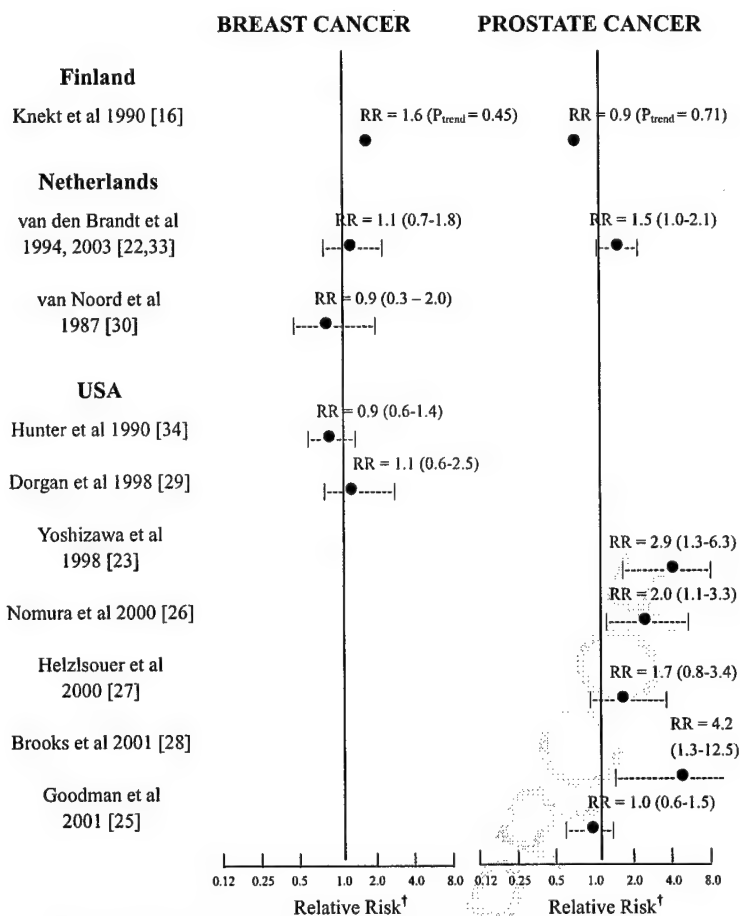 BREAST CANCER PROSTATE CANCER
Finland
Knekt et al 1990 [16] RR = 1.6 (Ptrend = 0.45) RR = 0.9 (Ptrend = 0.71)
Netherlands
van den Brandt et al RR = 1.1 (0.7-1.8) RR = 1.5 (1.0-2.1)
1994, 2003 [22,33]
van Noord et al RR = 0.9 (0.3 – 2.0)
1987 [30]
USA
RR = 0.9 (0.6-1.4)
Hunter et al 1990 [34]
Dorgan et al 1998 [29] RR = 1.1 (0.6-2.5)
Yoshizawa et al
1998 [23] RR = 2.9 (1.3-6.3)
Nomura et al 2000 [26] RR = 2.0 (1.1-3.3)
Helzlsouer et al
2000 [27] RR = 1.7 (0.8-3.4)
Brooks et al 2001 [28] RR = 4.2
(1.3-12.5)
Goodman et al
2001 [25] RR = 1.0 (0.6-1.5)
0.12 0.25 0.5 1.0 2.0 4.0 8.0 0.12 0.25 0.5 1.0 2.0 4.0 8.0
Relative Risk† Relative Risk†